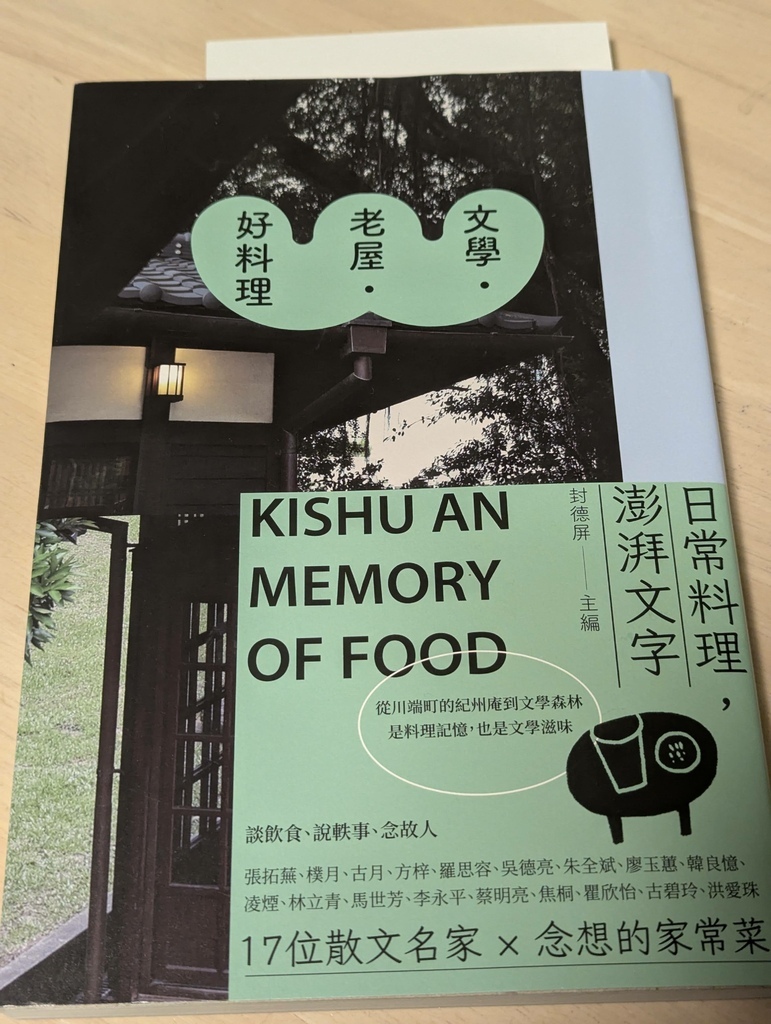 文學·
老屋·
好料理
日常料理，
澎湃文字
封德屏——主編
KISHU AN
MEMORY
OF FOOD
從川端町的紀州庵到文學森林
是料理記憶，也是文學滋味
談飲食、說軼事、念故人
張拓蕪、樸月、古月、方梓、羅思容、吳德亮、朱全斌、廖玉蕙、韓良憶、
凌煙、林立青、馬世芳、李永平、蔡明亮、焦桐、瞿欣怡、古碧玲、洪愛珠
17位散文名家 × 念想的家常菜